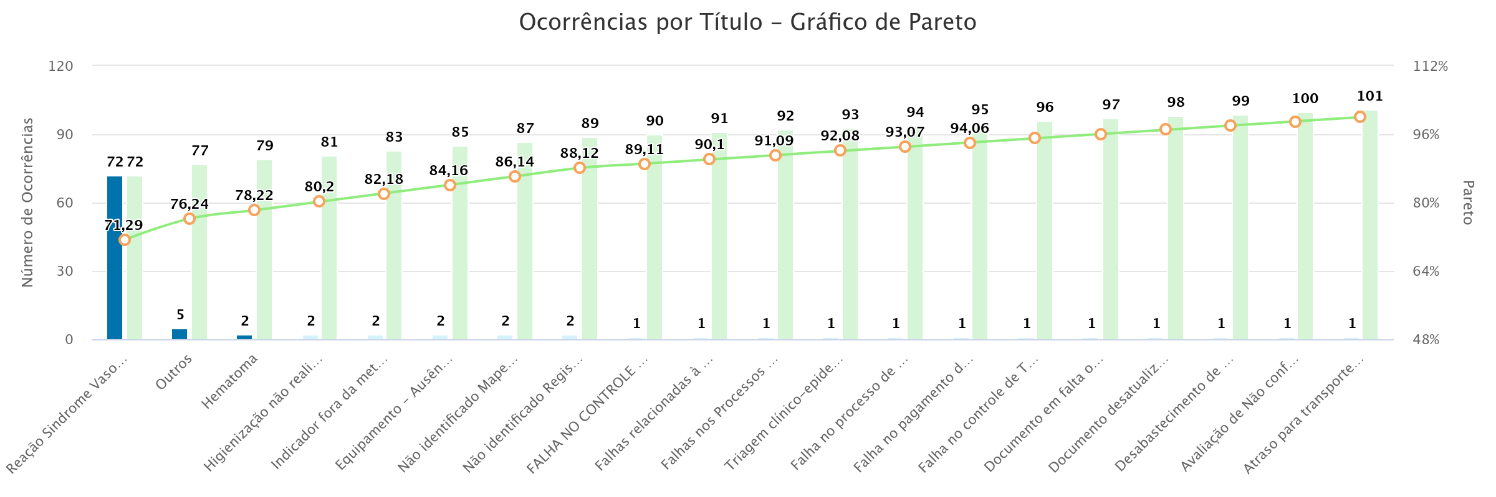 Ocorrências por Título - Gráfico de Pareto
120
90
60
30
0
Número de Ocorrências
112%
96%
80%
64%
48%
Pareto
72 72
77
79
81
83
85
87
89
90
91
92
93
94
95
96
97
98
99
100
101
71,29
76,24
78,22
80,2
82,18
84,16
86,14
88,12
89,11
90,1
91,09
92,08
93,07
94,06
5
2
2
2
2
2
2
1
1
1
1
1
1
1
1
1
1
1
1
Reação Sindrome Vaso...
Outros
Hematoma
Higienização não reali...
Indicador fora da met...
Equipamento - Ausên...
Não identificado Mape...
Não identificado Regis...
FALHA NO CONTROLE ...
Falhas relacionadas à ...
Falhas nos Processos ...
Triagem clínico-epide...
Falha no processo de ...
Falha no pagamento d...
Falha no controle de T...
Documento em falta o...
Documento desatualiz...
Desabastecimento de ...
Avaliação de Não conf...
Atraso para transporte...